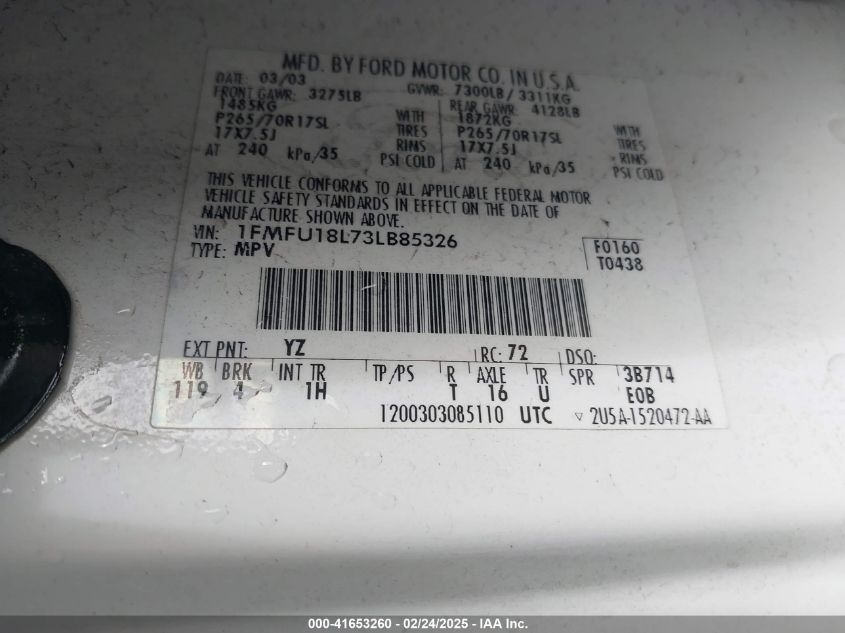 MFD. BY FORD MOTOR CO. IN U.S.A.
DATE: 03/03 GVWR: 7300LB / 3311KG
FRONT GAWR: 3275LB REAR GAWR: 4128LB
1485KG 1872KG
P265/70R17SL WITH TIRES P265/70R17SL WITH TIRES
17X7.5J RIMS 17X7.5J RIMS
AT 240 kPa/35 PSI COLD AT 240 kPa/35 PSI COLD
THIS VEHICLE CONFORMS TO ALL APPLICABLE FEDERAL MOTOR
VEHICLE SAFETY STANDARDS IN EFFECT ON THE DATE OF
MANUFACTURE SHOWN ABOVE.
VIN: 1FMFU18L73LB85326
TYPE: MPV
F0160
T0438
EXT PNT: YZ RC: 72 DSO:
WB BRK INT TR TP/PS R AXLE TR SPR 3B714
119 4 1H T 16 U EOB
1200303085110 UTC ▿ 2U5A-1520472-AA
000-41653260 - 02/24/2025 - IAA Inc.